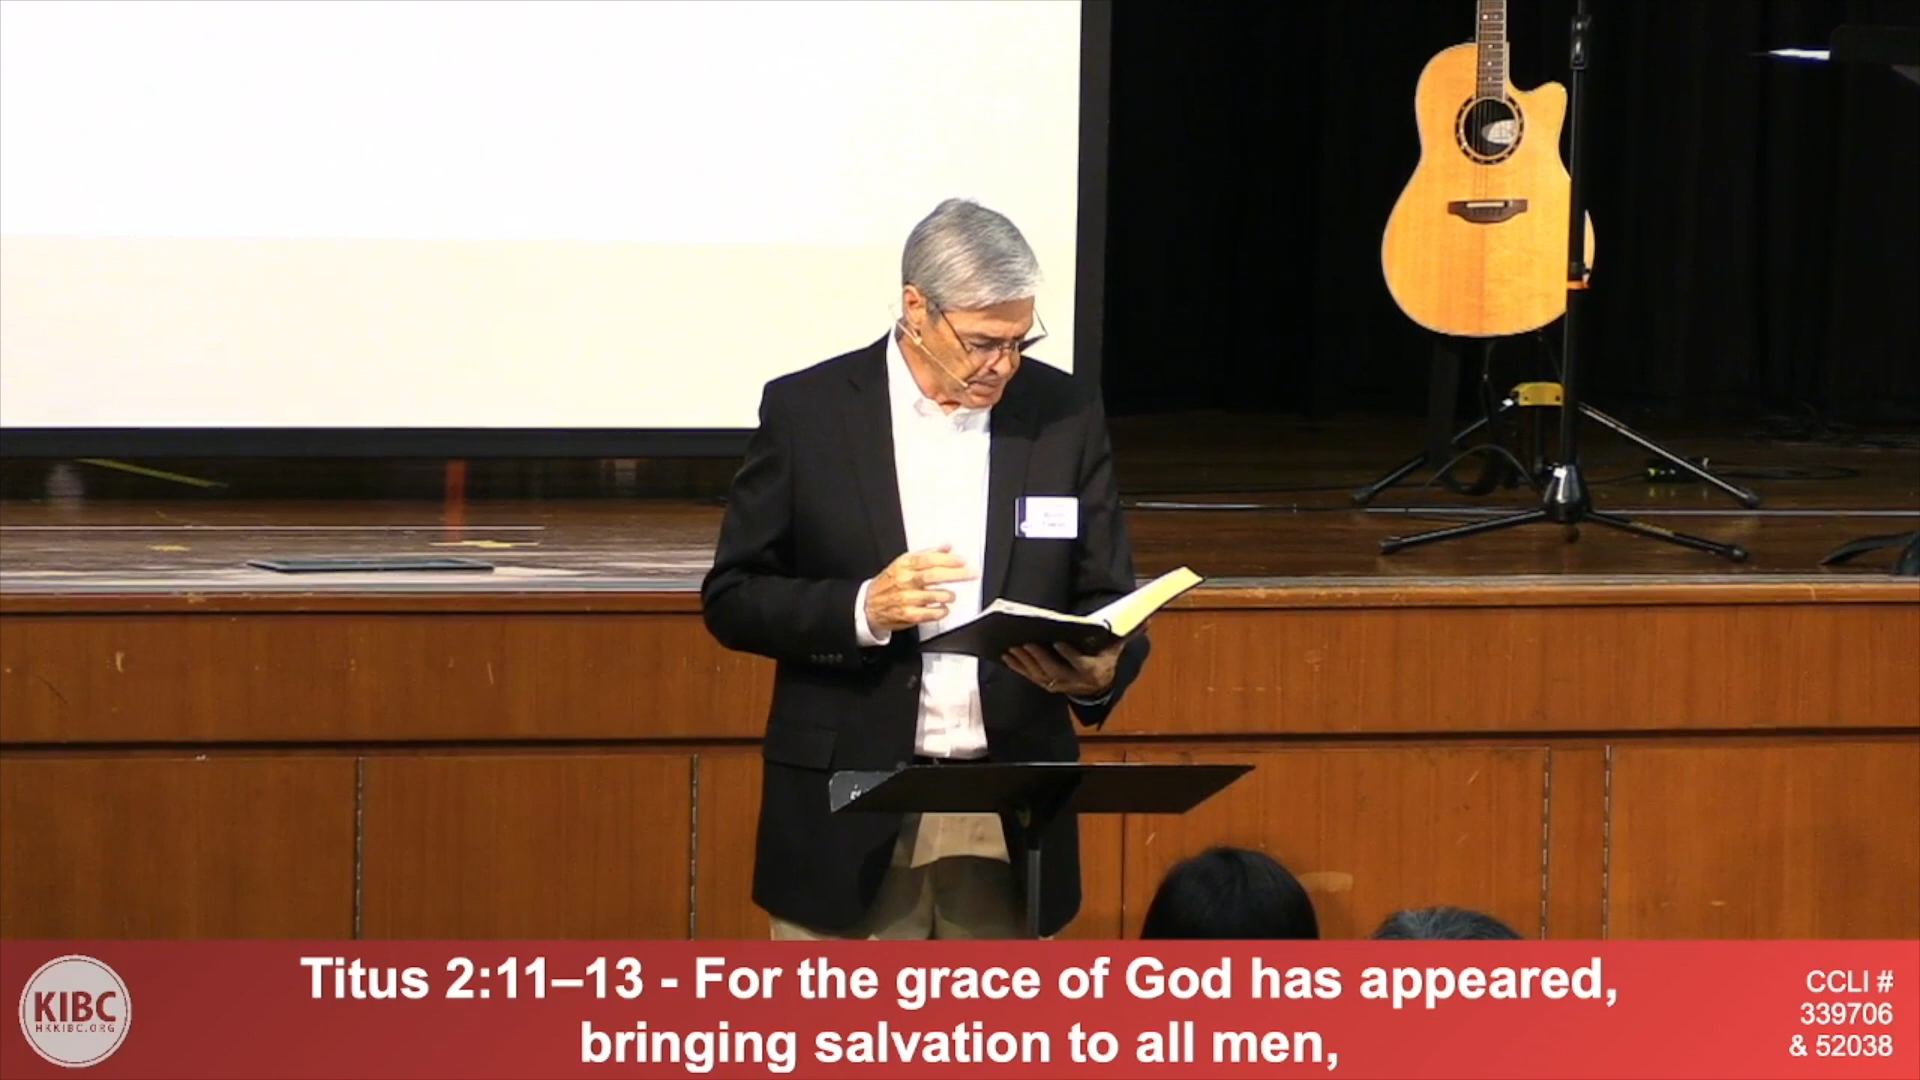 Titus 2:11–13 - For the grace of God has appeared,
bringing salvation to all men,
KIBC
HKKIBC.ORG
CCLI #
339706
& 52038